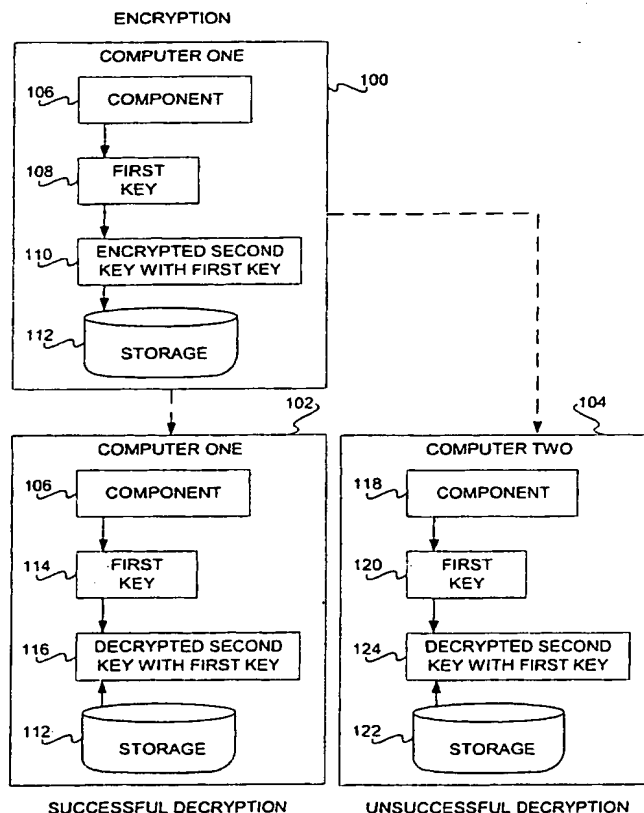 ENCRYPTION
COMPUTER ONE
100
106
COMPONENT
108
FIRST
KEY
110
ENCRYPTED SECOND
KEY WITH FIRST KEY
112
STORAGE
102
COMPUTER ONE
106
COMPONENT
114
FIRST
KEY
116
DECRYPTED SECOND
KEY WITH FIRST KEY
112
STORAGE
SUCCESSFUL DECRYPTION
104
COMPUTER TWO
118
COMPONENT
120
FIRST
KEY
124
DECRYPTED SECOND
KEY WITH FIRST KEY
122
STORAGE
UNSUCCESSFUL DECRYPTION